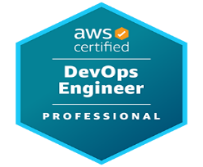 aws
certified
DevOps
Engineer
PROFESSIONAL